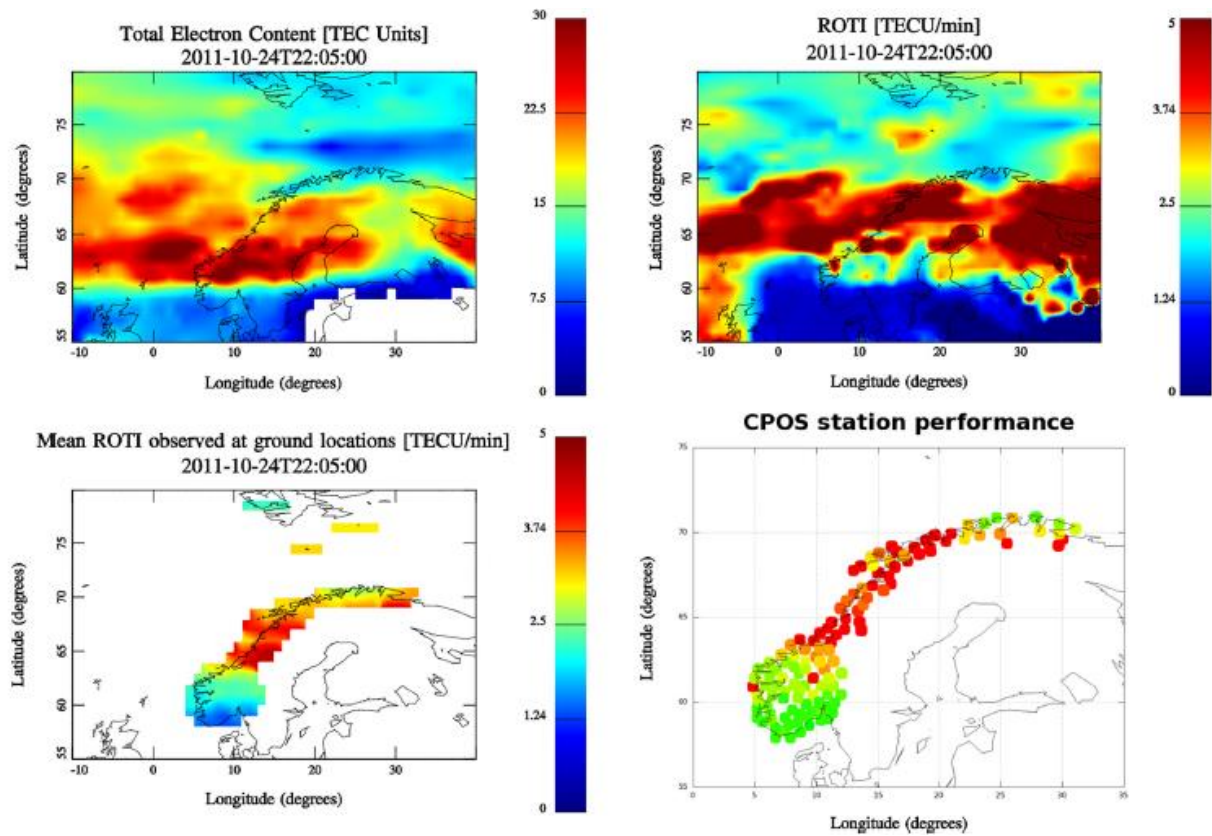 Total Electron Content [TEC Units]
2011-10-24T22:05:00
30
22.5
15
7.5
0
75
70
65
60
55
Latitude (degrees)
-10 0 10 20 30
Longitude (degrees)
ROTI [TECU/min]
2011-10-24T22:05:00
5
3.74
2.5
1.24
0
75
70
65
60
55
Latitude (degrees)
-10 0 10 20 30
Longitude (degrees)
Mean ROTI observed at ground locations [TECU/min]
2011-10-24T22:05:00
5
3.74
2.5
1.24
0
75
70
65
60
55
Latitude (degrees)
-10 0 10 20 30
Longitude (degrees)
CPOS station performance
75
70
65
60
55
Latitude (degrees)
0 5 10 15 20 25 30 35
Longitude (degrees)